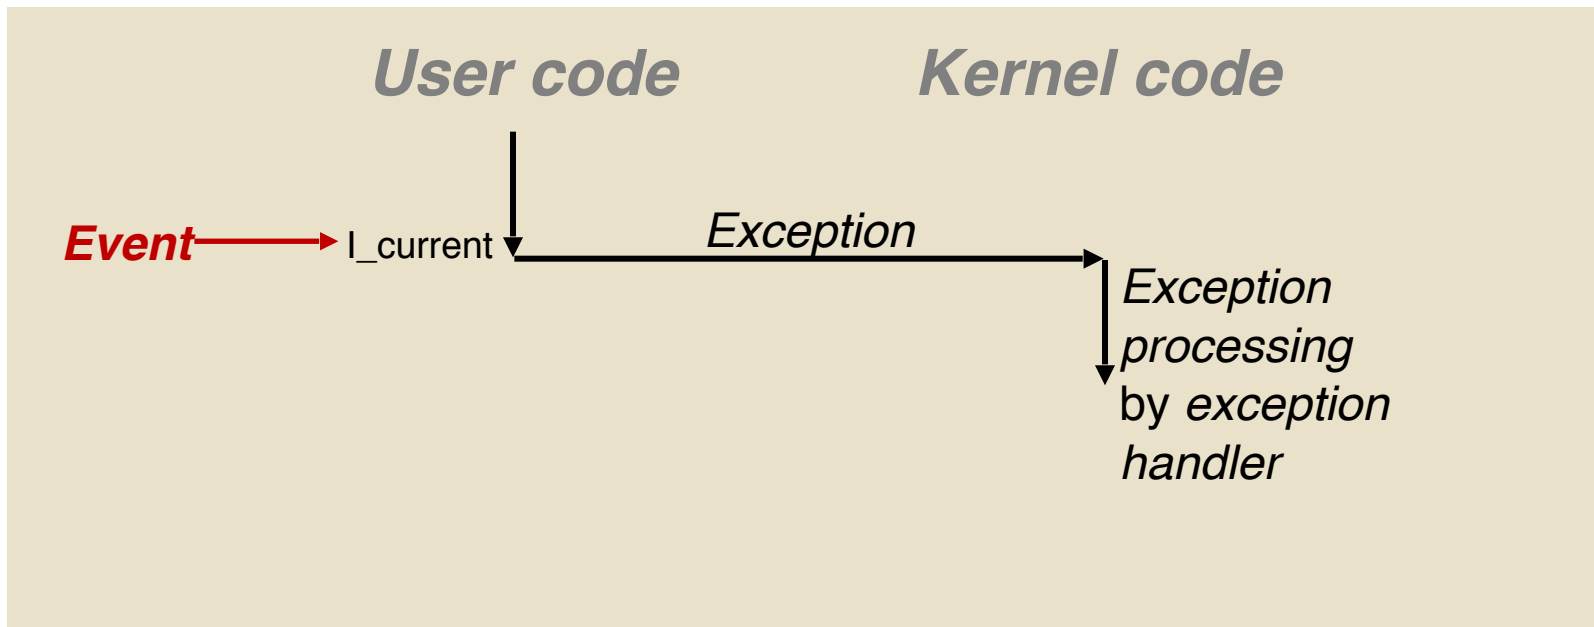 User code
Kernel code
Event
I_current
Exception
Exception
processing
by exception
handler